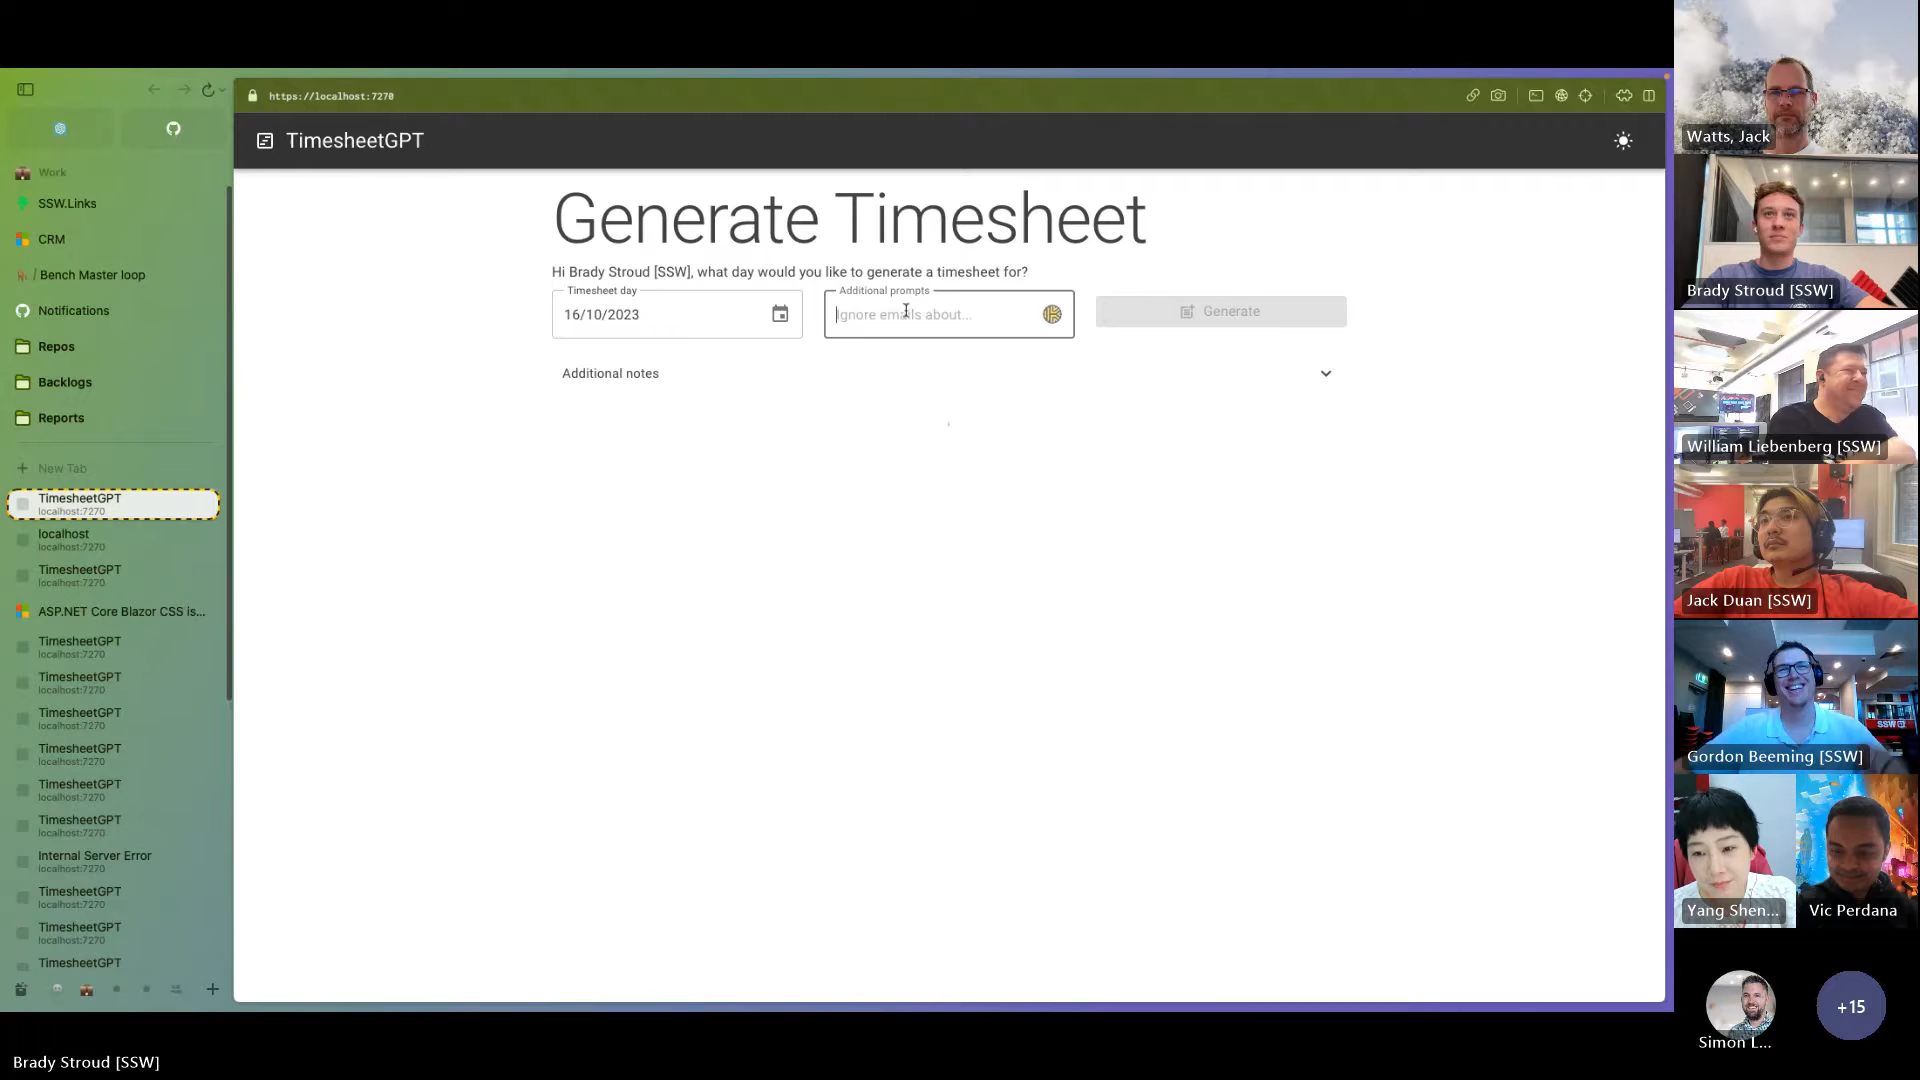 https://localhost:7270
TimesheetGPT
Work
SSW.Links
CRM
/ Bench Master loop
Notifications
Repos
Backlogs
Reports
New Tab
TimesheetGPT
localhost:7270
localhost
localhost:7270
TimesheetGPT
localhost:7270
ASP.NET Core Blazor CSS is...
TimesheetGPT
localhost:7270
TimesheetGPT
localhost:7270
TimesheetGPT
localhost:7270
TimesheetGPT
localhost:7270
TimesheetGPT
localhost:7270
TimesheetGPT
localhost:7270
Internal Server Error
localhost:7270
TimesheetGPT
localhost:7270
TimesheetGPT
localhost:7270
TimesheetGPT
Generate Timesheet
Hi Brady Stroud [SSW], what day would you like to generate a timesheet for?
Timesheet day
16/10/2023
Additional prompts
Ignore emails about...
Generate
Additional notes
Watts, Jack
Brady Stroud [SSW]
William Liebenberg [SSW]
Jack Duan [SSW]
SSW
Gordon Beeming [SSW]
Yang Shen...
Vic Perdana
Simon L...
+15
Brady Stroud [SSW]